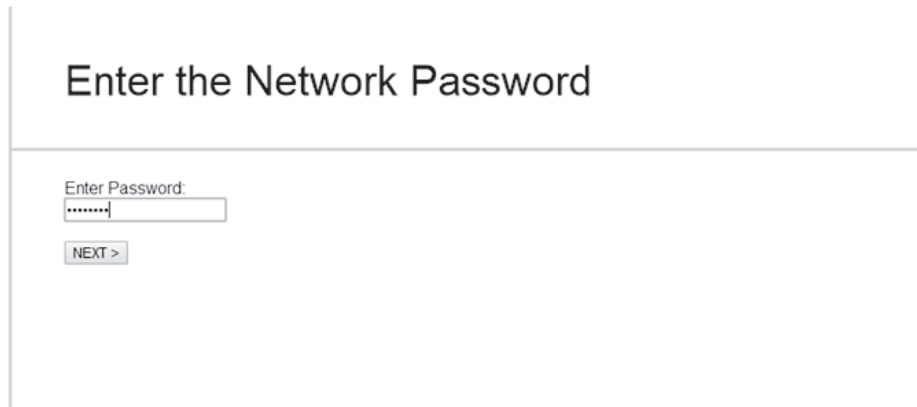 Enter the Network Password
Enter Password:
••••••••
NEXT >